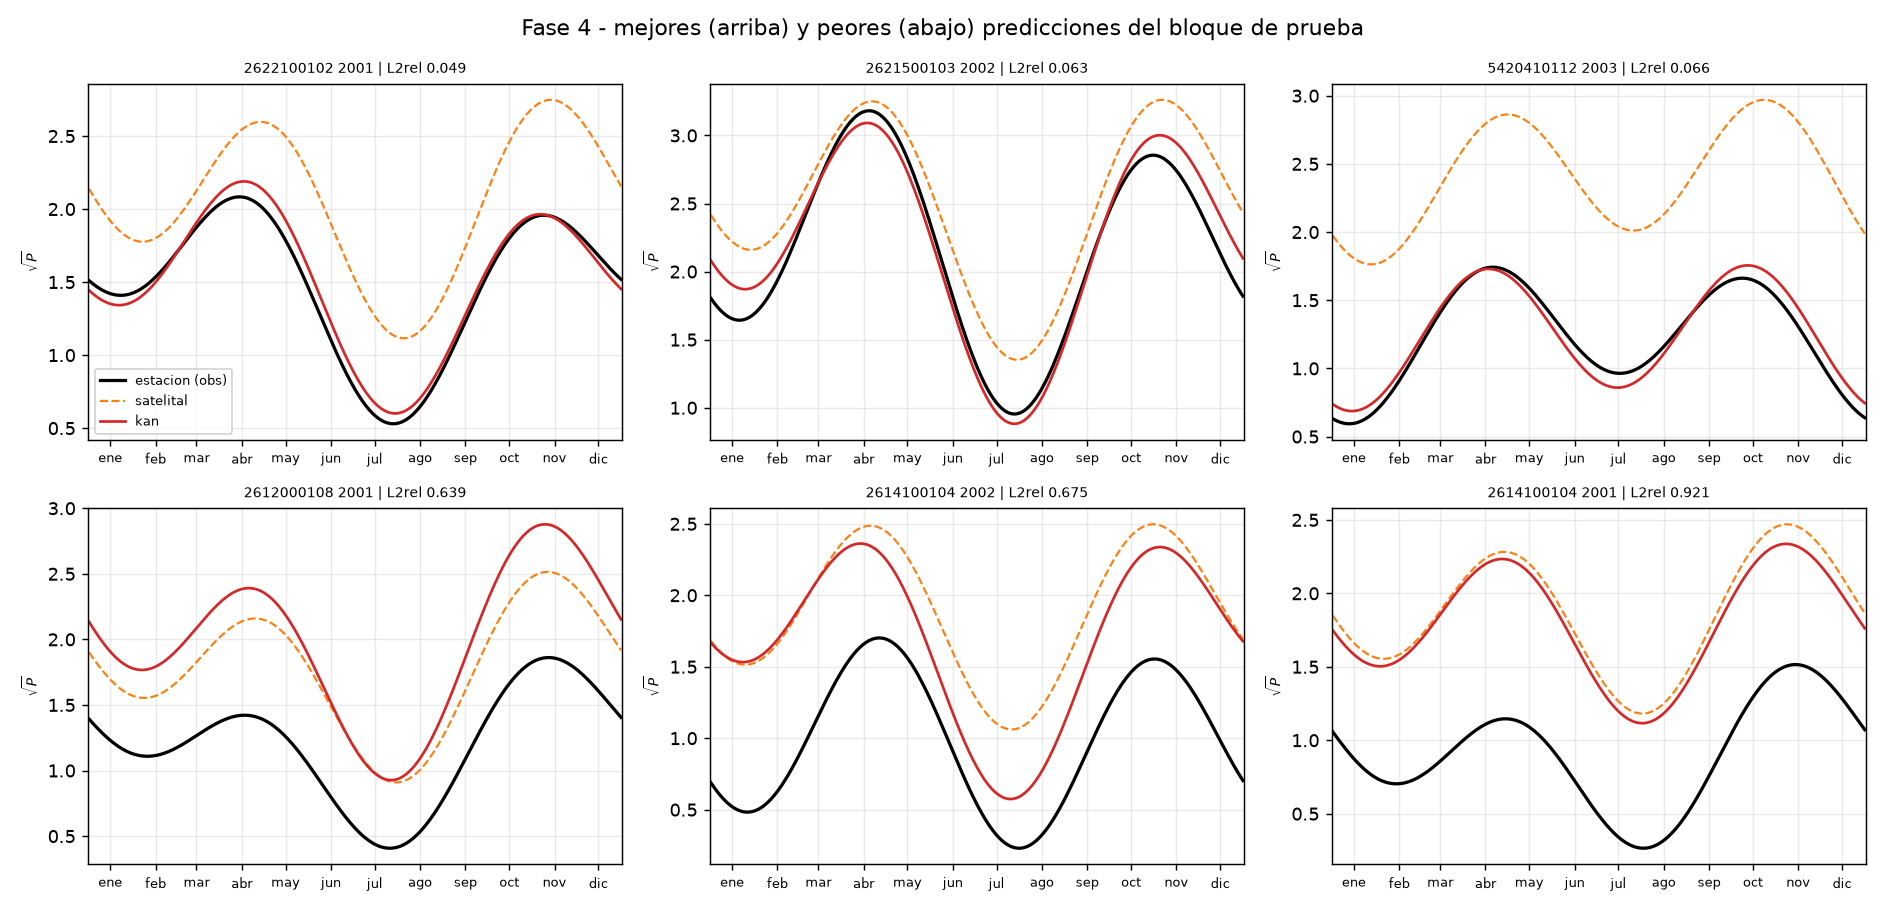 Fase 4 - mejores (arriba) y peores (abajo) predicciones del bloque de prueba
2622100102 2001 | L2rel 0.049
√P
2.5
2.0
1.5
1.0
0.5
estacion (obs)
satelital
kan
ene feb mar abr may jun jul ago sep oct nov dic
2621500103 2002 | L2rel 0.063
√P
3.0
2.5
2.0
1.5
1.0
ene feb mar abr may jun jul ago sep oct nov dic
5420410112 2003 | L2rel 0.066
√P
3.0
2.5
2.0
1.5
1.0
0.5
ene feb mar abr may jun jul ago sep oct nov dic
2612000108 2001 | L2rel 0.639
√P
3.0
2.5
2.0
1.5
1.0
0.5
ene feb mar abr may jun jul ago sep oct nov dic
2614100104 2002 | L2rel 0.675
√P
2.5
2.0
1.5
1.0
0.5
ene feb mar abr may jun jul ago sep oct nov dic
2614100104 2001 | L2rel 0.921
√P
2.5
2.0
1.5
1.0
0.5
ene feb mar abr may jun jul ago sep oct nov dic